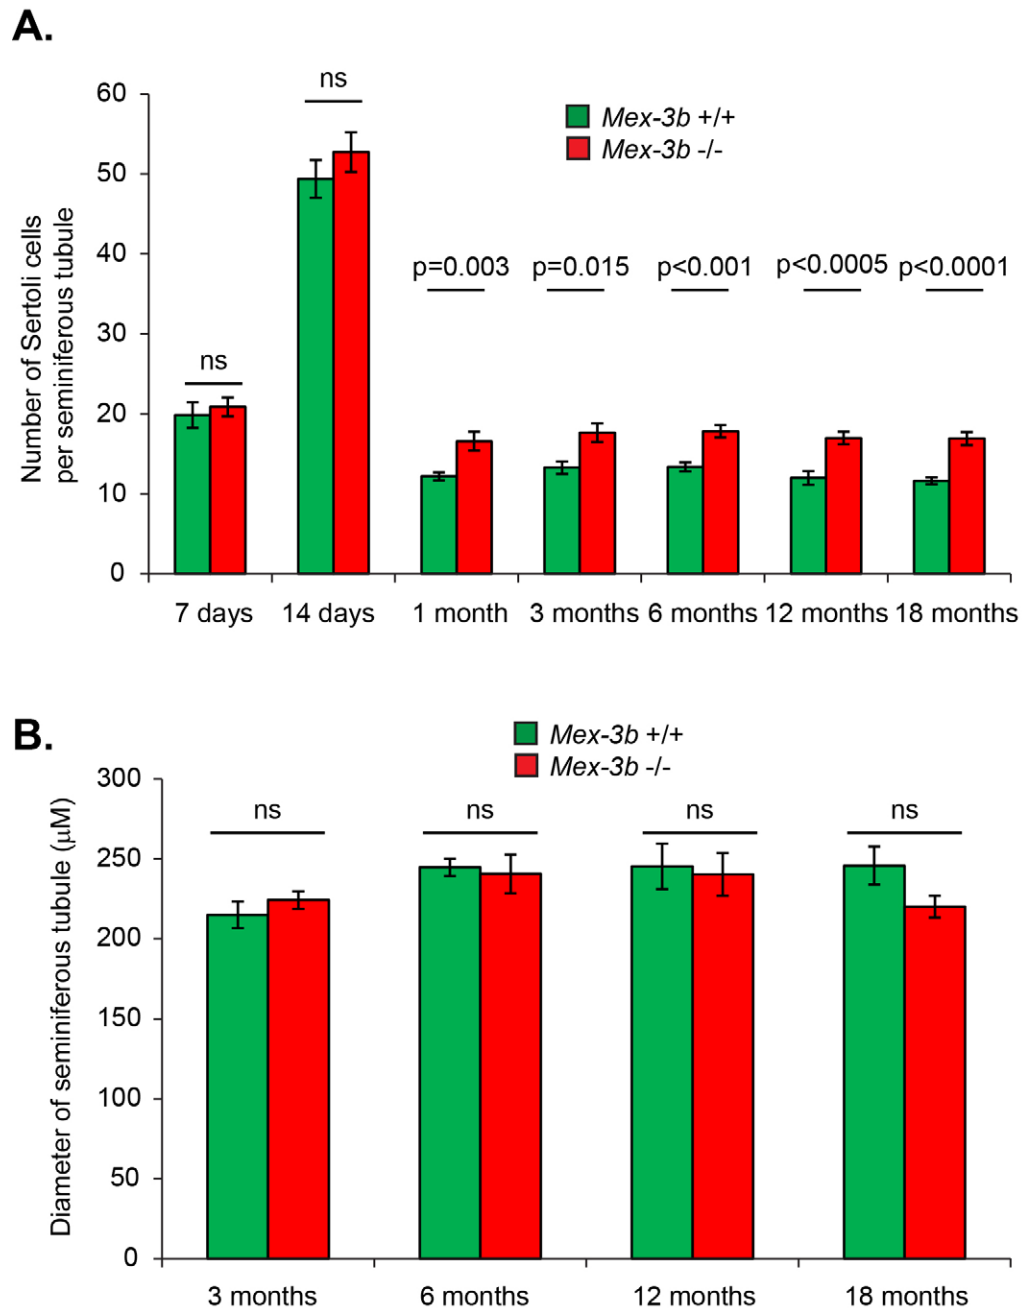 A.
ns
60
Mex-3b +/+
Mex-3b -/-
50
40
p=0.003 p=0.015 p<0.001 p<0.0005 p<0.0001
30
ns
20
10
0
Number of Sertoli cells
per seminiferous tubule
7 days 14 days 1 month 3 months 6 months 12 months 18 months
B.
Mex-3b +/+
Mex-3b -/-
300
ns ns ns ns
250
200
150
100
50
0
Diameter of seminiferous tubule (µM)
3 months 6 months 12 months 18 months